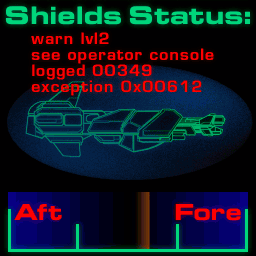 Shields Status:
warn lvl2
see operator console
logged 00349
exception 0x00612
Aft Fore